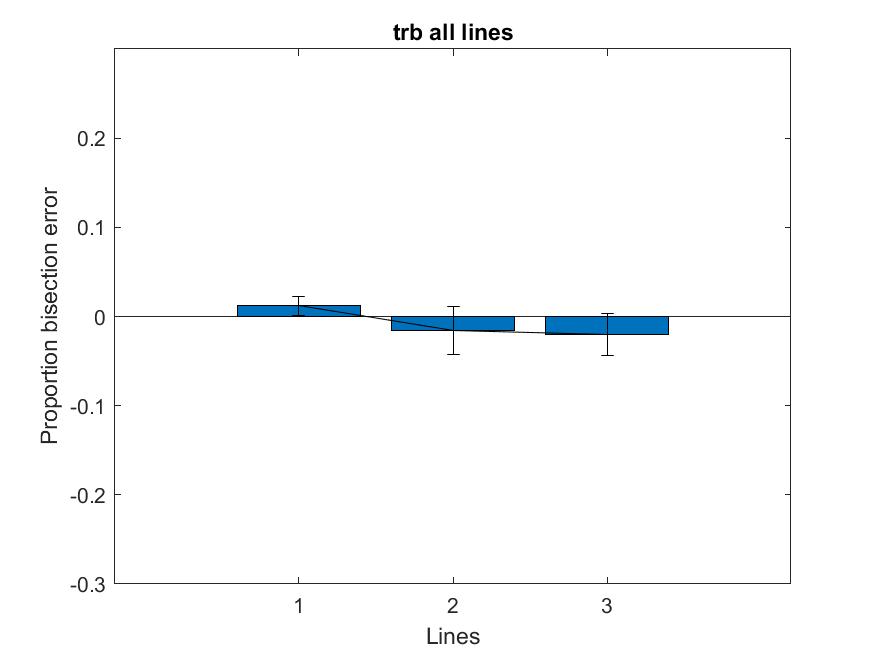 trb all lines
Proportion bisection error
0.2
0.1
0
-0.1
-0.2
-0.3
1 2 3
Lines